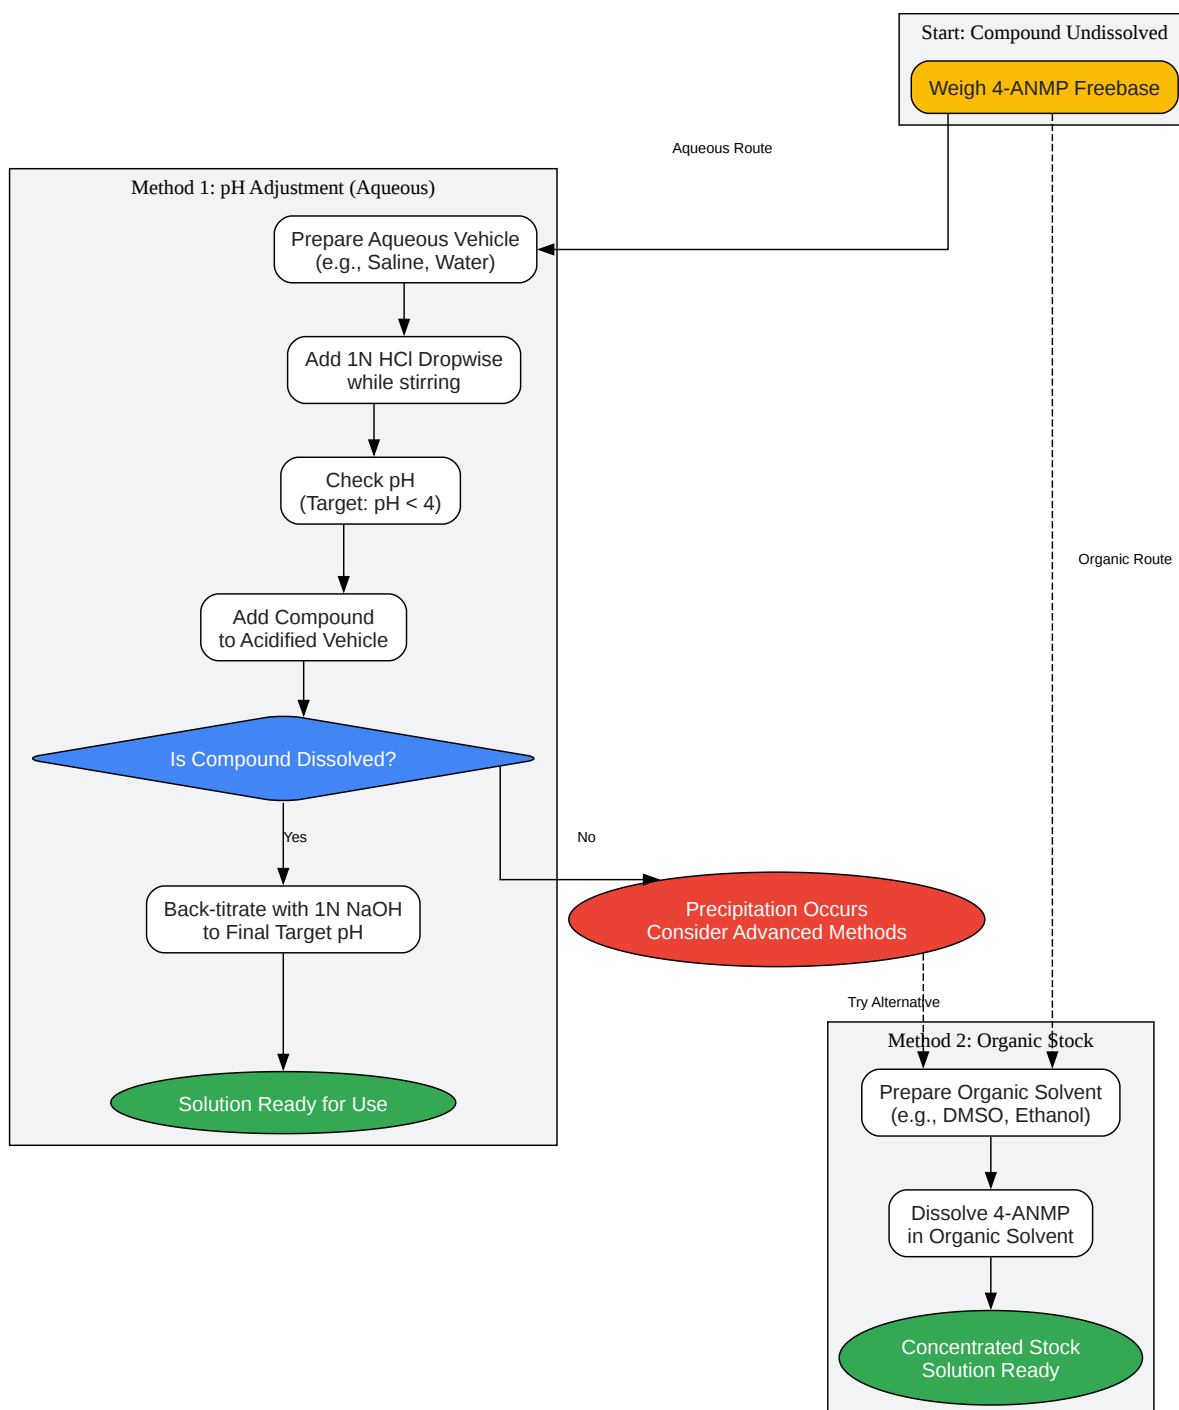 Start: Compound Undissolved
Weigh 4-ANMP Freebase
Aqueous Route
Method 1: pH Adjustment (Aqueous)
Prepare Aqueous Vehicle
(e.g., Saline, Water)
Add 1N HCl Dropwise
while stirring
Check pH
(Target: pH < 4)
Organic Route
Add Compound
to Acidified Vehicle
Is Compound Dissolved?
Yes
No
Back-titrate with 1N NaOH
to Final Target pH
Precipitation Occurs
Consider Advanced Methods
Try Alternative
Solution Ready for Use
Method 2: Organic Stock
Prepare Organic Solvent
(e.g., DMSO, Ethanol)
Dissolve 4-ANMP
in Organic Solvent
Concentrated Stock
Solution Ready